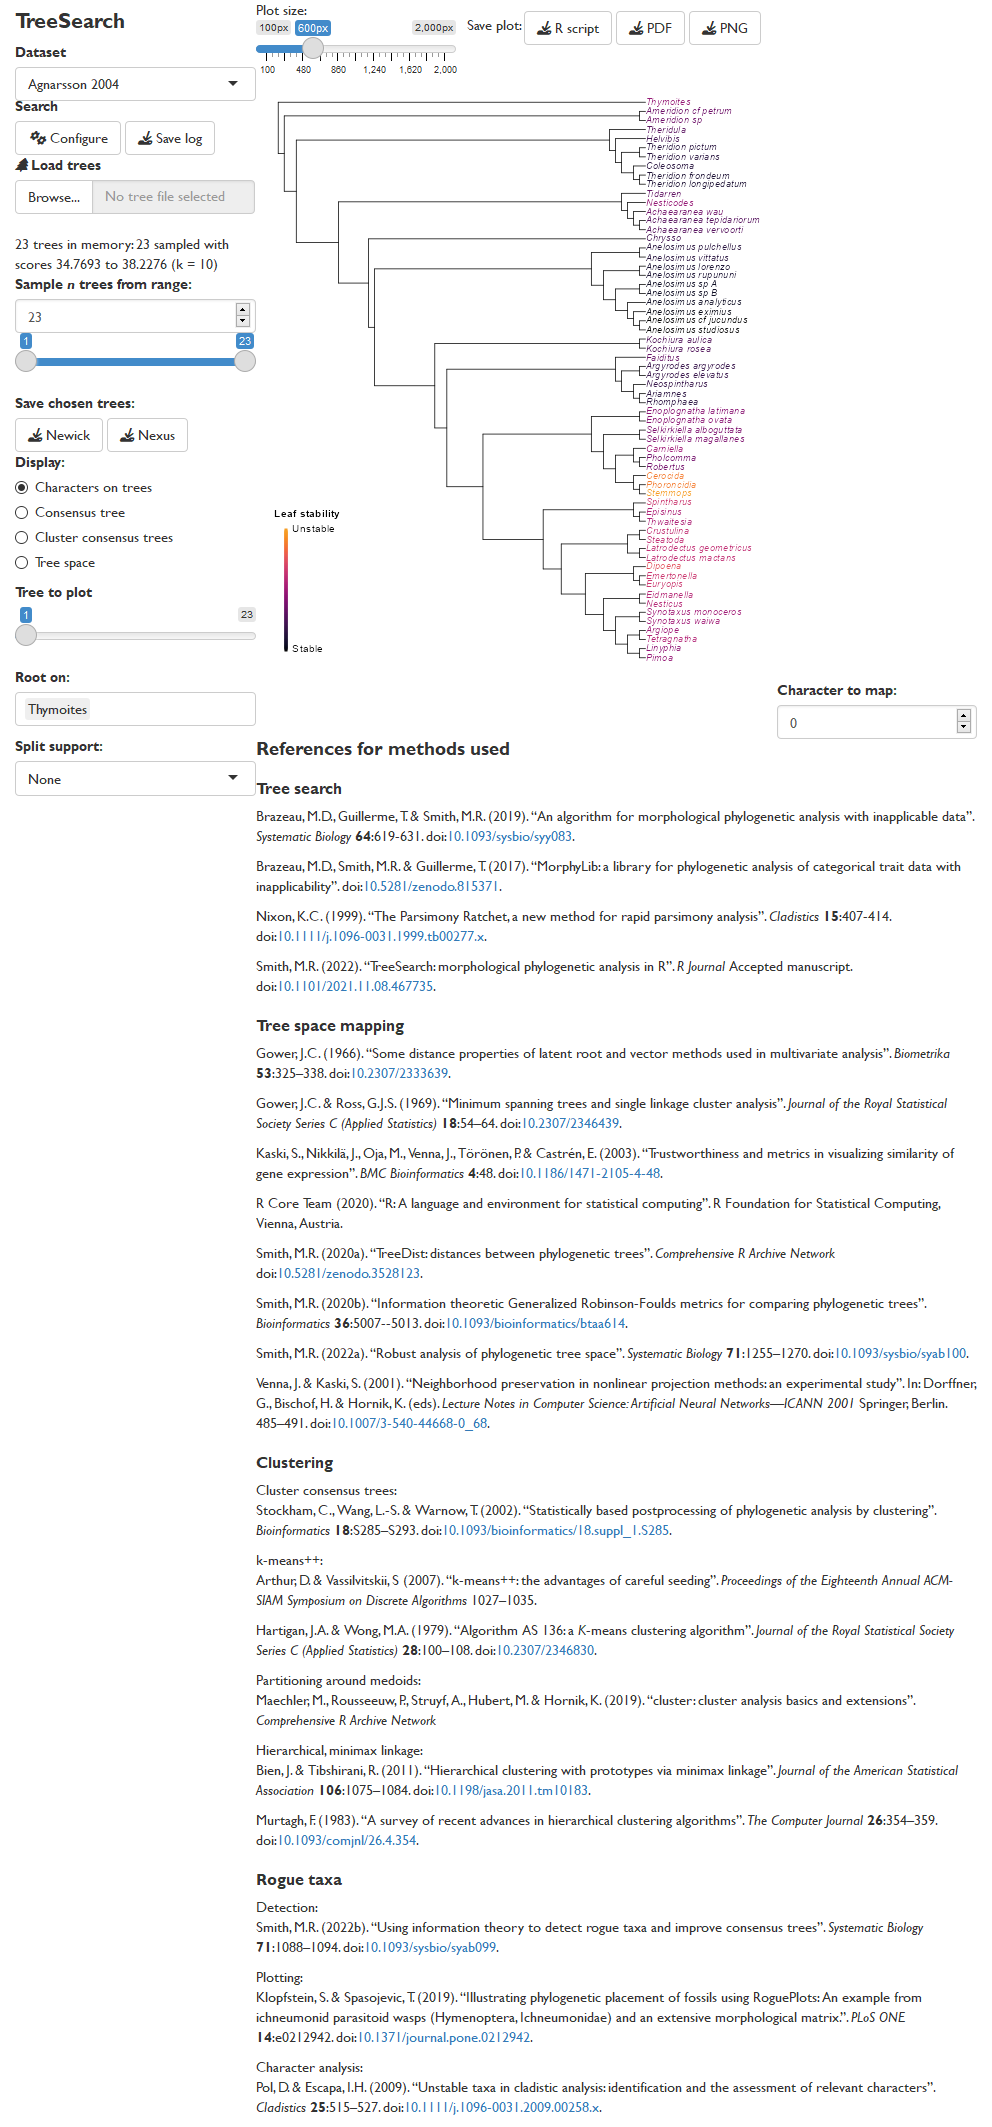 TreeSearch
Dataset
Agnarsson 2004
Search
Configure
Save log
Load trees
Browse...
No tree file selected
23 trees in memory: 23 sampled with
scores 34.7693 to 38.2276 (k = 10)
Sample n trees from range:
23
1
23
Save chosen trees:
Newick
Nexus
Display:
Characters on trees
Consensus tree
Cluster consensus trees
Tree space
Tree to plot
1
23
Root on:
Thymoites
Split support:
None
Plot size:
100px
600px
2,000px
100 480 860 1,240 1,620 2,000
Save plot:
R script
PDF
PNG
Thymoites
Ameridion cf petrum
Ameridion sp
Theridula
Helvibis
Theridion pictum
Theridion varians
Coleosoma
Theridion frondeum
Theridion longipedatum
Tidarren
Nesticodes
Achaearanea wau
Achaearanea tepidariorum
Achaearanea vervoorti
Chrysso
Anelosimus pulchellus
Anelosimus vittatus
Anelosimus lorenzo
Anelosimus rupununi
Anelosimus sp A
Anelosimus sp B
Anelosimus analyticus
Anelosimus eximius
Anelosimus cf jucundus
Anelosimus studiosus
Kochiura aulica
Kochiura rosea
Faiditus
Argyrodes argyrodes
Argyrodes elevatus
Neospintharus
Ariamnes
Rhomphaea
Enoplognatha latimana
Enoplognatha ovata
Selkirkiella alboguttata
Selkirkiella magallanes
Carniella
Pholcomma
Robertus
Cerocida
Phoroncidia
Stemmops
Spintharus
Episinus
Thwaitesia
Crustulina
Steatoda
Latrodectus geometricus
Latrodectus mactans
Dipoena
Emertonella
Euryopis
Eidmanella
Nesticus
Synotaxus monoceros
Synotaxus waiwa
Argiope
Tetragnatha
Linyphia
Pimoa
Leaf stability
Unstable
Stable
Character to map:
0
References for methods used
Tree search
Brazeau, M.D., Guillerme, T. & Smith, M.R. (2019). “An algorithm for morphological phylogenetic analysis with inapplicable data”.
Systematic Biology 64:619-631. doi:10.1093/sysbio/syy083.
Brazeau, M.D., Smith, M.R. & Guillerme, T. (2017). “MorphyLib: a library for phylogenetic analysis of categorical trait data with
inapplicability”. doi:10.5281/zenodo.815371.
Nixon, K.C. (1999). “The Parsimony Ratchet, a new method for rapid parsimony analysis”. Cladistics 15:407-414.
doi:10.1111/j.1096-0031.1999.tb00277.x.
Smith, M.R. (2022). “TreeSearch: morphological phylogenetic analysis in R”. R Journal Accepted manuscript.
doi:10.1101/2021.11.08.467735.
Tree space mapping
Gower, J.C. (1966). “Some distance properties of latent root and vector methods used in multivariate analysis”. Biometrika
53:325–338. doi:10.2307/2333639.
Gower, J.C. & Ross, G.J.S. (1969). “Minimum spanning trees and single linkage cluster analysis”. Journal of the Royal Statistical
Society Series C (Applied Statistics) 18:54–64. doi:10.2307/2346439.
Kaski, S., Nikkilä, J., Oja, M., Venna, J., Törönen, P. & Castrén, E. (2003). “Trustworthiness and metrics in visualizing similarity of
gene expression”. BMC Bioinformatics 4:48. doi:10.1186/1471-2105-4-48.
R Core Team (2020). “R: A language and environment for statistical computing”. R Foundation for Statistical Computing,
Vienna, Austria.
Smith, M.R. (2020a). “TreeDist: distances between phylogenetic trees”. Comprehensive R Archive Network
doi:10.5281/zenodo.3528123.
Smith, M.R. (2020b). “Information theoretic Generalized Robinson-Foulds metrics for comparing phylogenetic trees”.
Bioinformatics 36:5007--5013. doi:10.1093/bioinformatics/btaa614.
Smith, M.R. (2022a). “Robust analysis of phylogenetic tree space”. Systematic Biology 71:1255–1270. doi:10.1093/sysbio/syab100.
Venna, J. & Kaski, S. (2001). “Neighborhood preservation in nonlinear projection methods: an experimental study”. In: Dorffner,
G., Bischof, H. & Hornik, K. (eds). Lecture Notes in Computer Science: Artificial Neural Networks—ICANN 2001 Springer, Berlin.
485–491. doi:10.1007/3-540-44668-0_68.
Clustering
Cluster consensus trees:
Stockham, C., Wang, L.-S. & Warnow, T. (2002). “Statistically based postprocessing of phylogenetic analysis by clustering”.
Bioinformatics 18:S285–S293. doi:10.1093/bioinformatics/18.suppl_1.S285.
k-means++:
Arthur, D. & Vassilvitskii, S (2007). “k-means++: the advantages of careful seeding”. Proceedings of the Eighteenth Annual ACM-
SIAM Symposium on Discrete Algorithms 1027–1035.
Hartigan, J.A. & Wong, M.A. (1979). “Algorithm AS 136: a K-means clustering algorithm”. Journal of the Royal Statistical Society
Series C (Applied Statistics) 28:100–108. doi:10.2307/2346830.
Partitioning around medoids:
Maechler, M., Rousseeuw, P., Struyf, A., Hubert, M. & Hornik, K. (2019). “cluster: cluster analysis basics and extensions”.
Comprehensive R Archive Network
Hierarchical, minimax linkage:
Bien, J. & Tibshirani, R. (2011). “Hierarchical clustering with prototypes via minimax linkage”. Journal of the American Statistical
Association 106:1075–1084. doi:10.1198/jasa.2011.tm10183.
Murtagh, F. (1983). “A survey of recent advances in hierarchical clustering algorithms”. The Computer Journal 26:354–359.
doi:10.1093/comjnl/26.4.354.
Rogue taxa
Detection:
Smith, M.R. (2022b). “Using information theory to detect rogue taxa and improve consensus trees”. Systematic Biology
71:1088–1094. doi:10.1093/sysbio/syab099.
Plotting:
Klopfstein, S. & Spasojevic, T. (2019). “Illustrating phylogenetic placement of fossils using RoguePlots: An example from
ichneumonid parasitoid wasps (Hymenoptera, Ichneumonidae) and an extensive morphological matrix.”. PLoS ONE
14:e0212942. doi:10.1371/journal.pone.0212942.
Character analysis:
Pol, D. & Escapa, I.H. (2009). “Unstable taxa in cladistic analysis: identification and the assessment of relevant characters”.
Cladistics 25:515–527. doi:10.1111/j.1096-0031.2009.00258.x.